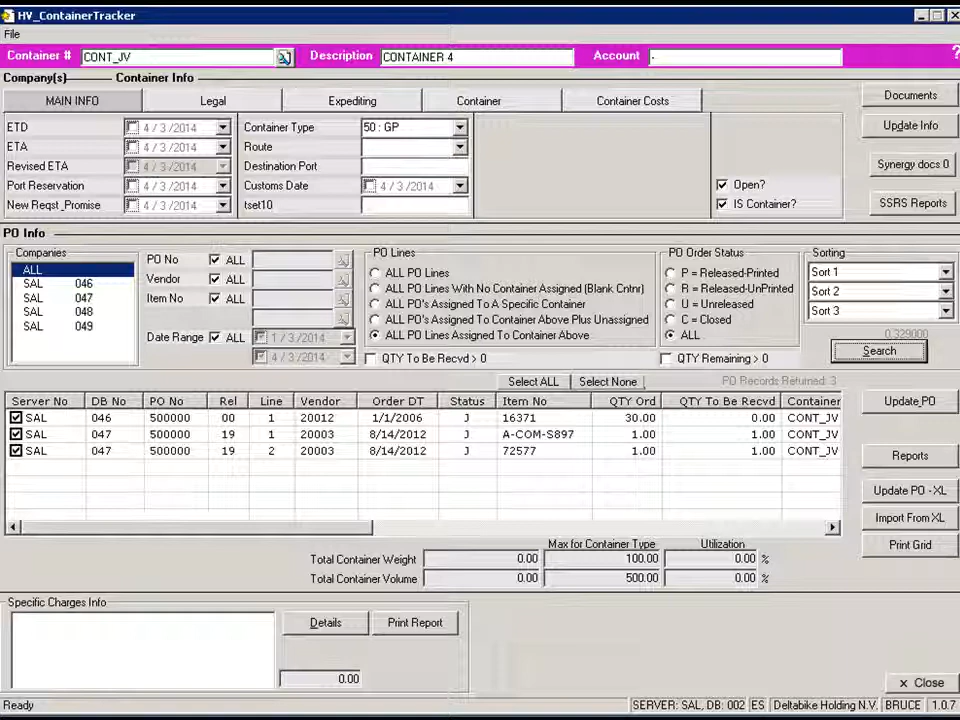 HV_ContainerTracker
File
Container # CONT_JV Description CONTAINER 4 Account . ?
Company(s) Container Info
MAIN INFO Legal Expediting Container Container Costs Documents
ETD 4 / 3 /2014 Container Type 50 : GP Update Info
ETA 4 / 3 /2014 Route
Revised ETA 4 / 3 /2014 Destination Port Synergy docs 0
Port Reservation 4 / 3 /2014 Customs Date 4 / 3 /2014 Open?
New Reqst_Promise 4 / 3 /2014 tset10 IS Container? SSRS Reports
PO Info
Companies PO Lines PO Order Status Sorting
ALL PO No ALL ALL PO Lines P = Released-Printed Sort 1
SAL 046 Vendor ALL ALL PO Lines With No Container Assigned (Blank Cntnr) R = Released-UnPrinted Sort 2
SAL 047 Item No ALL ALL PO's Assigned To A Specific Container U = Unreleased Sort 3
SAL 048 ALL PO's Assigned To Container Above Plus Unassigned C = Closed
SAL 049 Date Range ALL 1 / 3 /2014 ALL PO Lines Assigned To Container Above ALL 0.329000
4 / 3 /2014 QTY To Be Recvd > 0 QTY Remaining > 0 Search
Select ALL Select None PO Records Returned: 3
Server No DB No PO No Rel Line Vendor Order DT Status Item No QTY Ord QTY To Be Recvd Container Update_PO
SAL 046 500000 00 1 20012 1/1/2006 J 16371 30.00 0.00 CONT_JV
SAL 047 500000 19 1 20003 8/14/2012 J A-COM-S897 1.00 1.00 CONT_JV
SAL 047 500000 19 2 20003 8/14/2012 J 72577 1.00 1.00 CONT_JV
Reports
Update PO - XL
Import From XL
Max for Container Type Utilization Print Grid
Total Container Weight 0.00 100.00 0.00 %
Total Container Volume 0.00 500.00 0.00 %
Specific Charges Info
Details Print Report
0.00
x Close
Ready SERVER: SAL, DB: 002 ES Deltabike Holding N.V. BRUCE 1.0.7